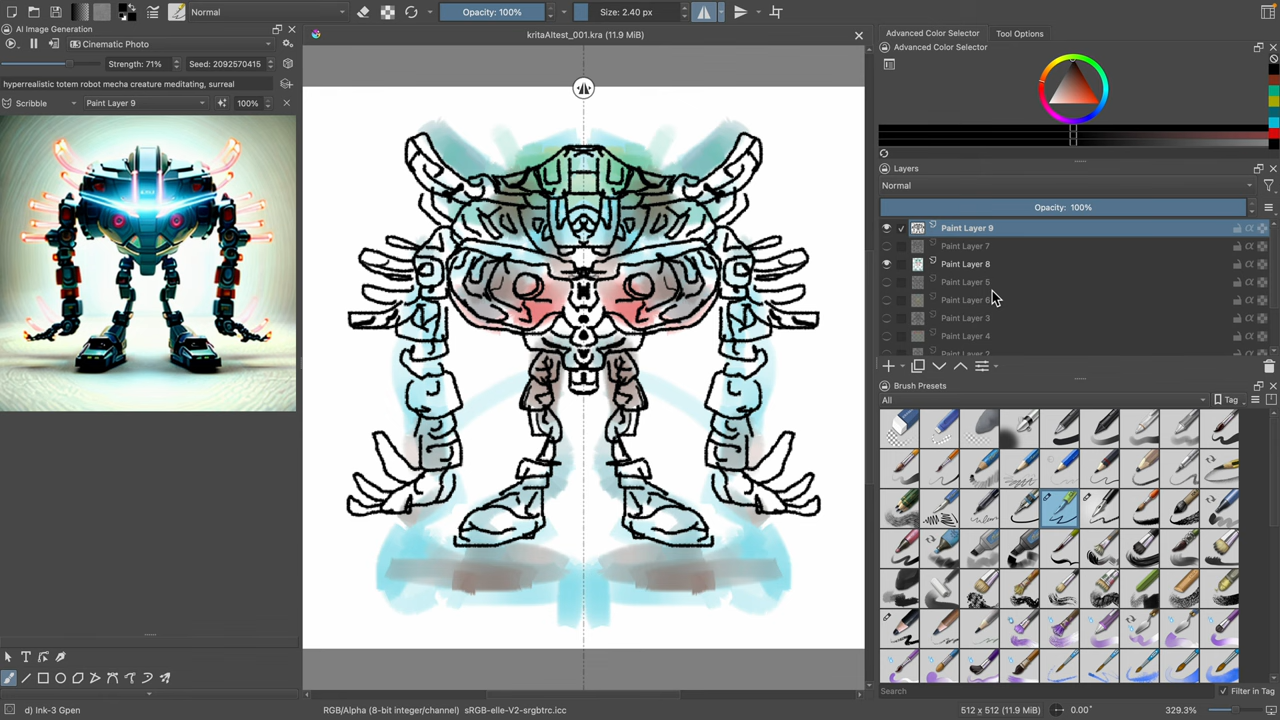 Normal
Opacity: 100%
Size: 2.40 px
AI Image Generation
Cinematic Photo
Strength: 71%
Seed: 2092570415
hyperrealistic totem robot mecha creature meditating, surreal
Scribble
Paint Layer 9
100%
kritaAItest_001.kra (11.9 MiB)
Advanced Color Selector
Tool Options
Advanced Color Selector
Layers
Normal
Opacity: 100%
Paint Layer 9
Paint Layer 7
Paint Layer 8
Paint Layer 5
Paint Layer 6
Paint Layer 3
Paint Layer 4
Paint Layer 2
Brush Presets
All
Tag
Search
Filter in Tag
d) Ink-3 Gpen
RGB/Alpha (8-bit integer/channel) sRGB-elle-V2-srgbtrc.icc
512 x 512 (11.9 MiB)
0.00°
329.3%